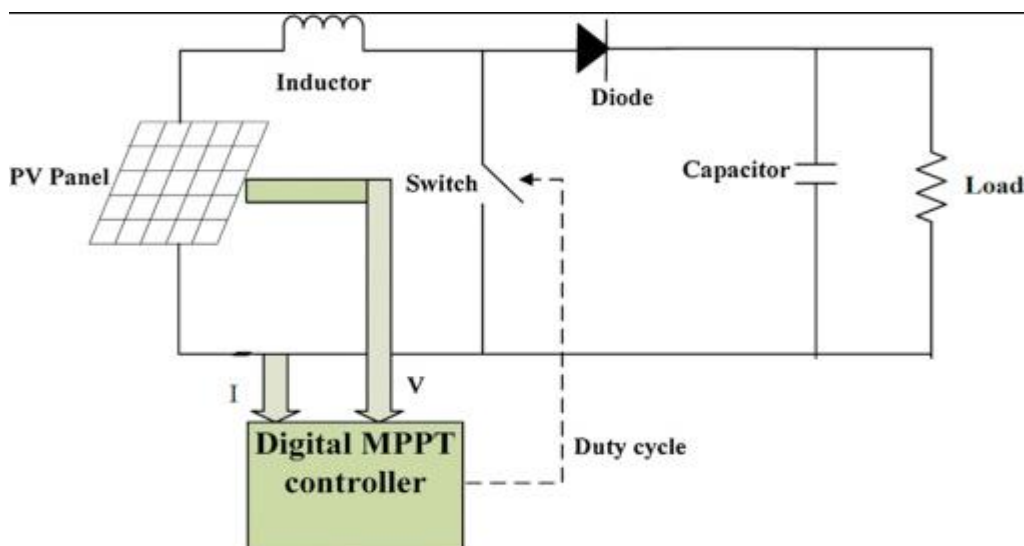 Inductor
Diode
PV Panel
Switch
Capacitor
Load
I
V
Digital MPPT
controller
Duty cycle